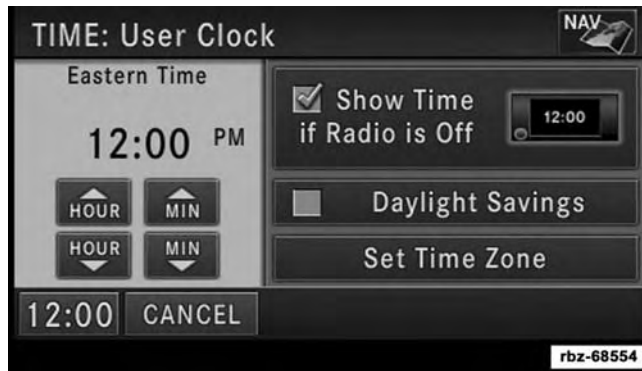 TIME: User Clock
NAV
Eastern Time
12:00 PM
HOUR MIN
HOUR MIN
Show Time
if Radio is Off
12:00
Daylight Savings
Set Time Zone
12:00 CANCEL
rbz-68554